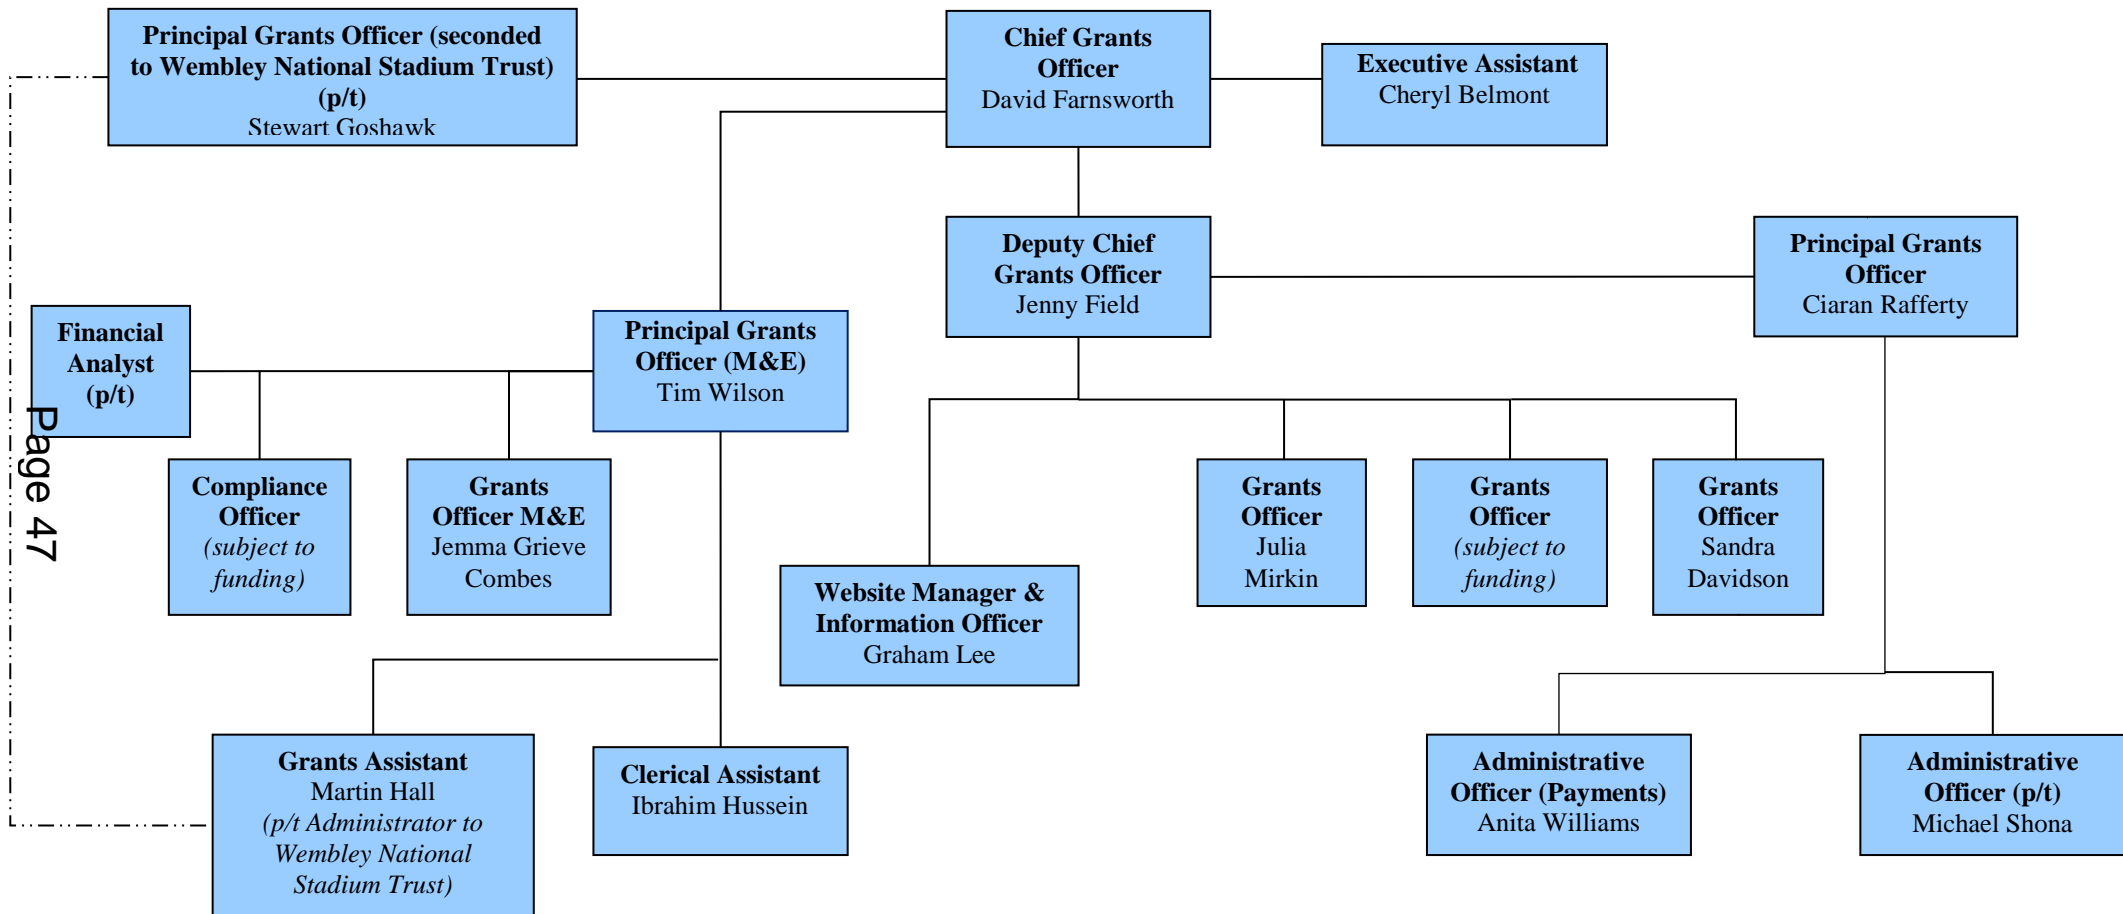 Principal Grants Officer (seconded
to Wembley National Stadium Trust)
(p/t)
Stewart Goshawk
Chief Grants
Officer
David Farnsworth
Executive Assistant
Cheryl Belmont
Deputy Chief
Grants Officer
Jenny Field
Principal Grants
Officer
Ciaran Rafferty
Financial
Analyst
(p/t)
Principal Grants
Officer (M&E)
Tim Wilson
Page 47
Compliance
Officer
(subject to
funding)
Grants
Officer M&E
Jemma Grieve
Combes
Grants
Officer
Julia
Mirkin
Grants
Officer
(subject to
funding)
Grants
Officer
Sandra
Davidson
Website Manager &
Information Officer
Graham Lee
Grants Assistant
Martin Hall
(p/t Administrator to
Wembley National
Stadium Trust)
Clerical Assistant
Ibrahim Hussein
Administrative
Officer (Payments)
Anita Williams
Administrative
Officer (p/t)
Michael Shona